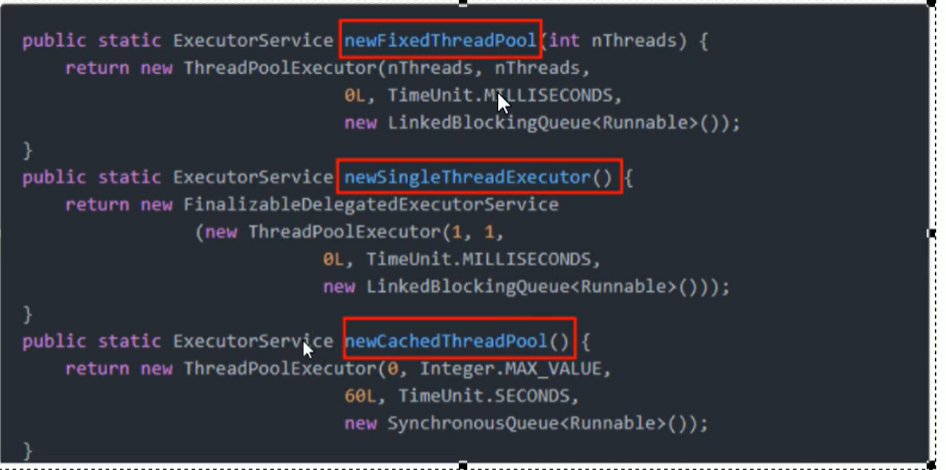 public static ExecutorService newFixedThreadPool(int nThreads) {
return new ThreadPoolExecutor(nThreads, nThreads,
0L, TimeUnit.MILLISECONDS,
new LinkedBlockingQueue<Runnable>());
}
public static ExecutorService newSingleThreadExecutor() {
return new FinalizableDelegatedExecutorService
(new ThreadPoolExecutor(1, 1,
0L, TimeUnit.MILLISECONDS,
new LinkedBlockingQueue<Runnable>()));
}
public static ExecutorService newCachedThreadPool() {
return new ThreadPoolExecutor(0, Integer.MAX_VALUE,
60L, TimeUnit.SECONDS,
new SynchronousQueue<Runnable>());
}